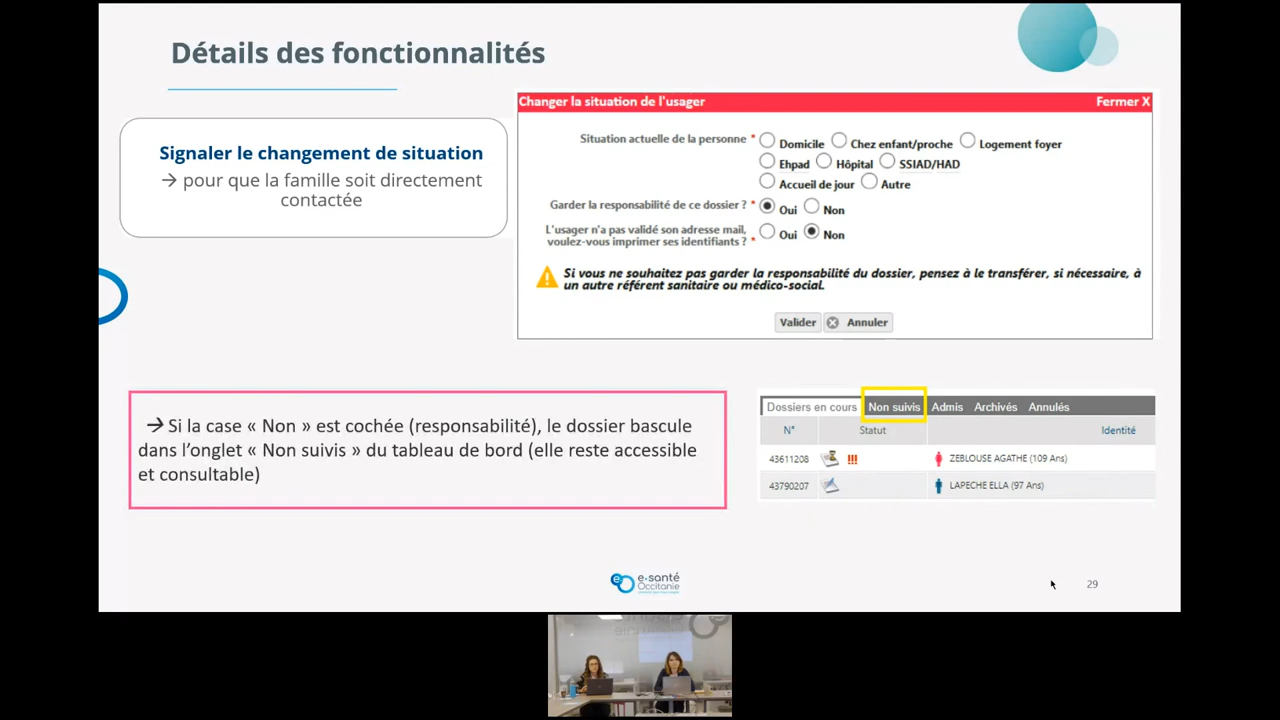 Détails des fonctionnalités
Signaler le changement de situation
→ pour que la famille soit directement
contactée
Changer la situation de l'usager Fermer X
Situation actuelle de la personne * Domicile Chez enfant/proche Logement foyer
Ehpad Hôpital SSIAD/HAD
Accueil de jour Autre
Garder la responsabilité de ce dossier ? * Oui Non
L'usager n'a pas validé son adresse mail,
voulez-vous imprimer ses identifiants ? * Oui Non
Si vous ne souhaitez pas garder la responsabilité du dossier, pensez à le transférer, si nécessaire, à
un autre référent sanitaire ou médico-social.
Valider Annuler
→ Si la case « Non » est cochée (responsabilité), le dossier bascule
dans l'onglet « Non suivis » du tableau de bord (elle reste accessible
et consultable)
Dossiers en cours Non suivis Admis Archivés Annulés
N° Statut Identité
43611208 !!! ZEBLOUSE AGATHE (109 Ans)
43790207 LAPECHE ELLA (97 Ans)
e-santé
Occitanie
29